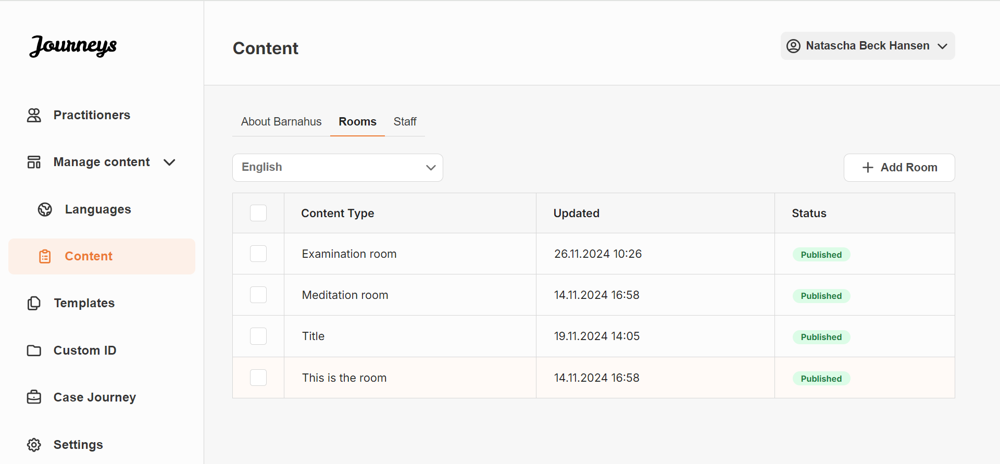 Journeys
Content
Natascha Beck Hansen
Practitioners
Manage content
Languages
Content
Templates
Custom ID
Case Journey
Settings
About Barnahus Rooms Staff
English
Add Room
Content Type Updated Status
Examination room 26.11.2024 10:26 Published
Meditation room 14.11.2024 16:58 Published
Title 19.11.2024 14:05 Published
This is the room 14.11.2024 16:58 Published